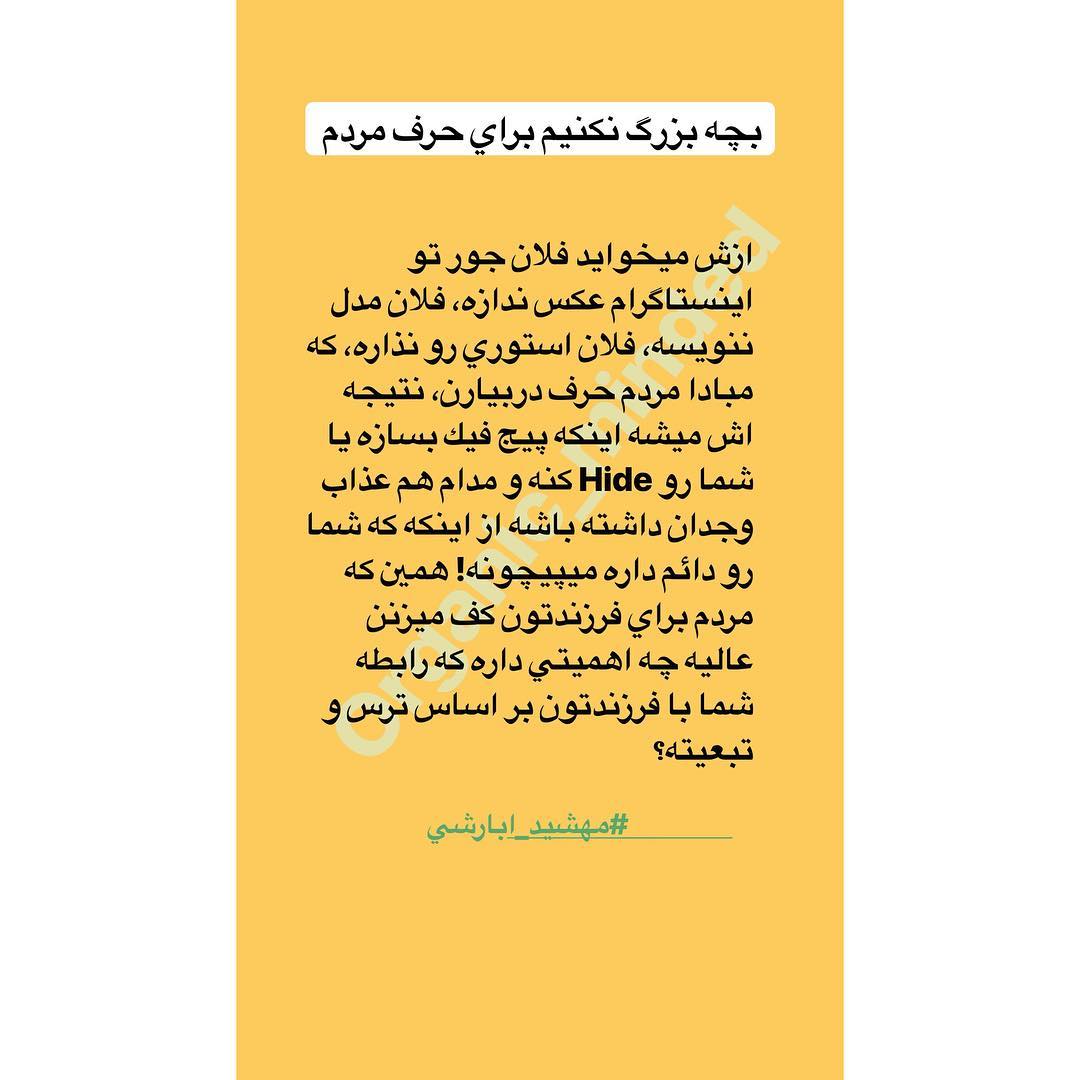 بچه بزرگ نكنيم براي حرف مردم
ازش ميخوايد فلان جور تو
اينستاگرام عكس ندازه، فلان مدل
ننويسه، فلان استوري رو نذاره، كه
مبادا مردم حرف دربيارن، نتيجه
اش ميشه اينكه پيج فيك بسازه يا
شما رو Hide كنه و مدام هم عذاب
وجدان داشته باشه از اينكه كه شما
رو دائم داره ميپيچونه! همين كه
مردم براي فرزندتون كف ميزنن
عاليه چه اهميتي داره كه رابطه
شما با فرزندتون بر اساس ترس و
تبعيته؟
#مهشيد_ابارشي
Organic_minded